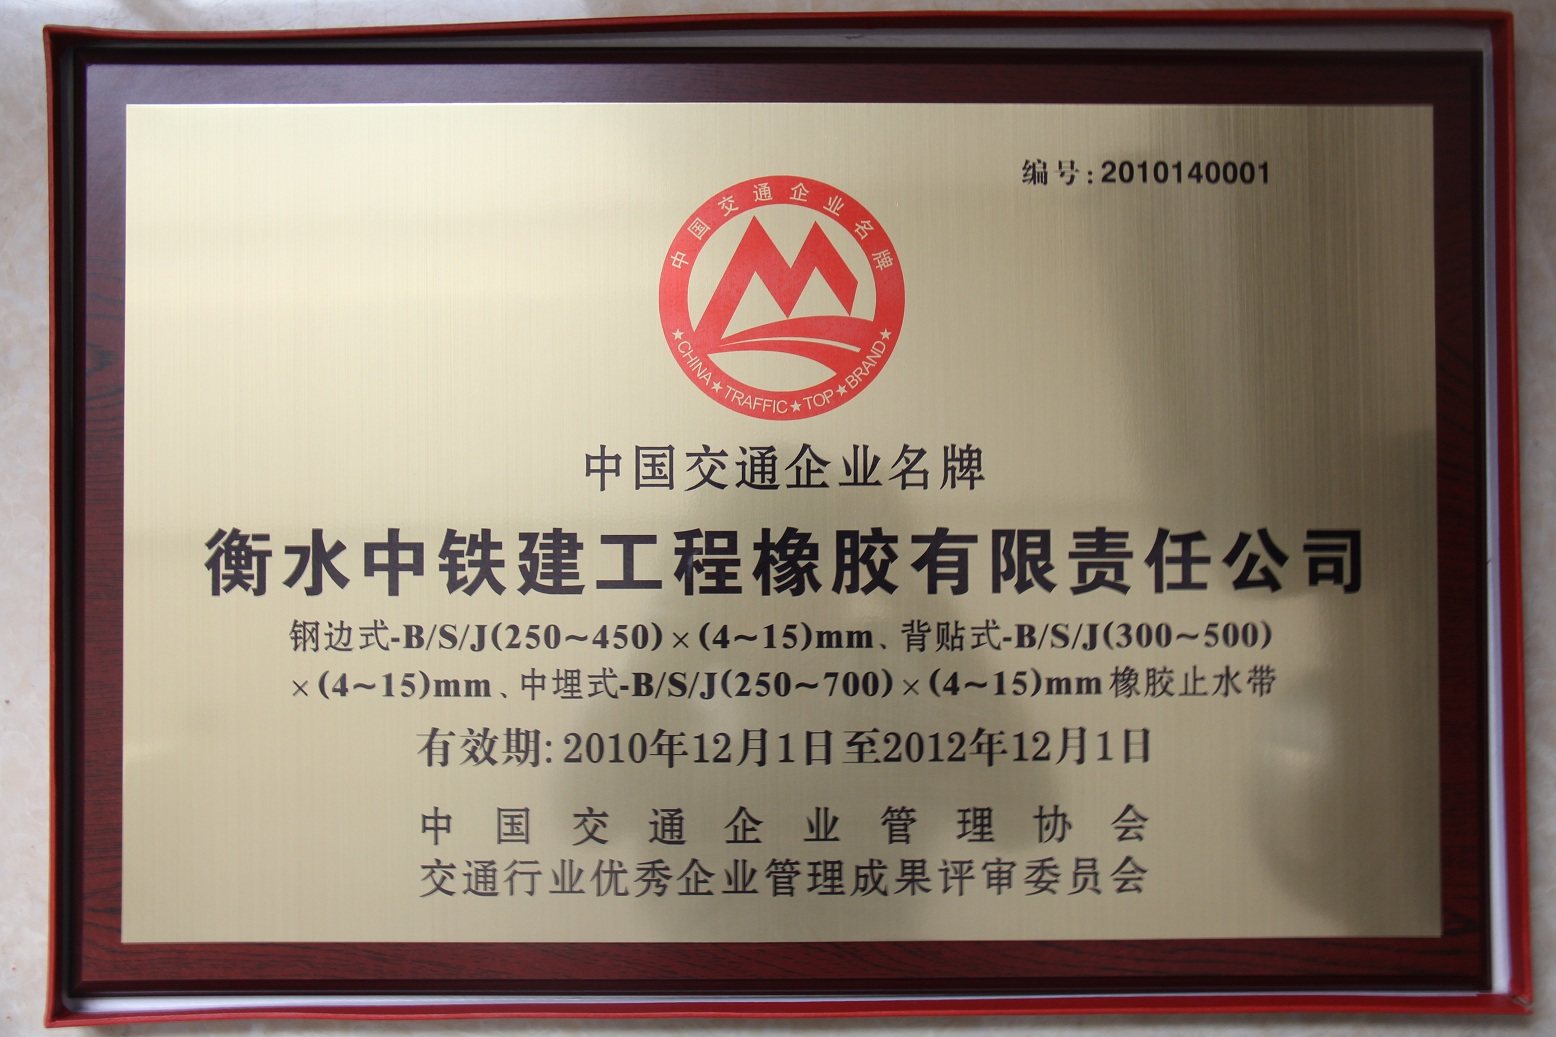 编号:2010140001
中国交通企业名牌
★CHINA★TRAFFIC★TOP★BRAND★
中国交通企业名牌
衡水中铁建工程橡胶有限责任公司
钢边式-B/S/J(250~450)×(4~15)mm、背贴式-B/S/J(300~500)
×(4~15)mm、中埋式-B/S/J(250~700)×(4~15)mm橡胶止水带
有效期:2010年12月1日至2012年12月1日
中国交通企业管理协会
交通行业优秀企业管理成果评审委员会